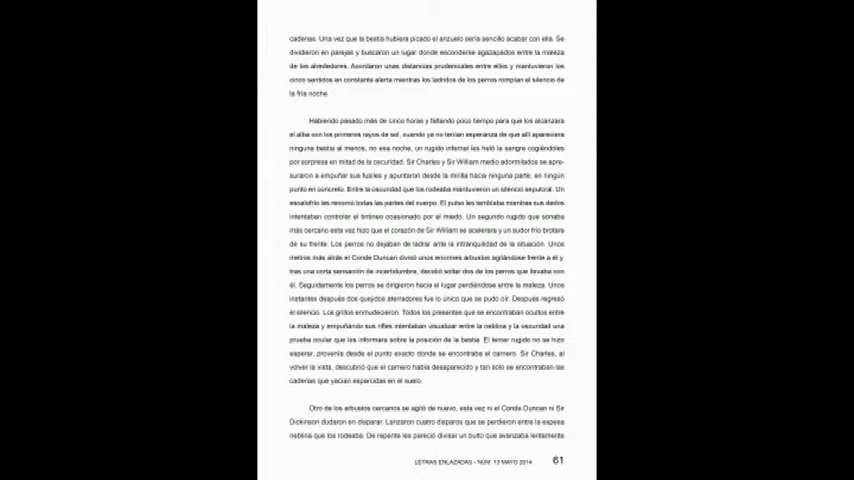 cadenas. Una vez que la bestia hubiera picado el anzuelo sería sencillo acabar con ella. Se
dividieron en parejas y buscaron un lugar donde esconderse agazapados entre la maleza
de los alrededores. Acordaron unas distancias prudenciales entre ellos y mantuvieron los
cinco sentidos en constante alerta mientras los ladridos de los perros rompían el silencio de
la fría noche.
Habiendo pasado más de cinco horas y faltando poco tiempo para que los alcanzara
el alba con los primeros rayos de sol, cuando ya no tenían esperanza de que allí apareciera
ninguna bestia al menos, no esa noche, un rugido infernal les heló la sangre cogiéndoles
por sorpresa en mitad de la oscuridad. Sir Charles y Sir William medio adormilados se apre-
suraron a empuñar sus fusiles y apuntaron desde la mirilla hacia ninguna parte, en ningún
punto en concreto. Entre la oscuridad que los rodeaba mantuvieron un silencio sepulcral. Un
escalofrío les recorrió todas las partes del cuerpo. El pulso les temblaba mientras sus dedos
intentaban controlar el tintineo ocasionado por el miedo. Un segundo rugido que sonaba
más cercano esta vez hizo que el corazón de Sir William se acelerara y un sudor frío brotara
de su frente. Los perros no dejaban de ladrar ante la intranquilidad de la situación. Unos
metros más atrás el Conde Duncan divisó unos enormes arbustos agitándose frente a él y,
tras una corta sensación de incertidumbre, decidió soltar dos de los perros que llevaba con
él. Seguidamente los perros se dirigieron hacia el lugar perdiéndose entre la maleza. Unos
instantes después dos quejidos aterradores fue lo único que se pudo oír. Después regresó
el silencio. Los grillos enmudecieron. Todos los presentes que se encontraban ocultos entre
la maleza y empuñando sus rifles intentaban visualizar entre la neblina y la oscuridad una
prueba ocular que les informara sobre la posición de la bestia. El tercer rugido no se hizo
esperar, provenía desde el punto exacto donde se encontraba el carnero. Sir Charles, al
volver la vista, descubrió que el carnero había desaparecido y tan solo se encontraban las
cadenas que yacían esparcidas en el suelo.
Otro de los arbustos cercanos se agitó de nuevo, esta vez ni el Conde Duncan ni Sir
Dickinson dudaron en disparar. Lanzaron cuatro disparos que se perdieron entre la espesa
neblina que los rodeaba. De repente les pareció divisar un bulto que avanzaba lentamente
LETRAS ENLAZADAS - NÚM. 13 MAYO 2014 61